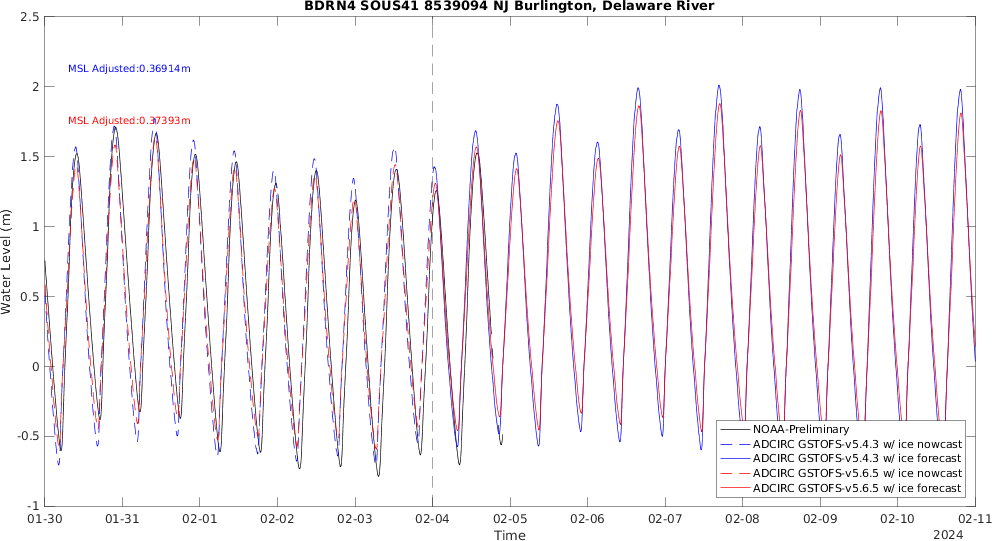 BDRN4 SOUS41 8539094 NJ Burlington, Delaware River
2.5
2
1.5
1
0.5
0
-0.5
-1
Water Level (m)
MSL Adjusted:0.36914m
MSL Adjusted:0.37393m
NOAA-Preliminary
ADCIRC GSTOFS-v5.4.3 w/ ice nowcast
ADCIRC GSTOFS-v5.4.3 w/ ice forecast
ADCIRC GSTOFS-v5.6.5 w/ ice nowcast
ADCIRC GSTOFS-v5.6.5 w/ ice forecast
01-30 01-31 02-01 02-02 02-03 02-04 02-05 02-06 02-07 02-08 02-09 02-10 02-11
Time
2024